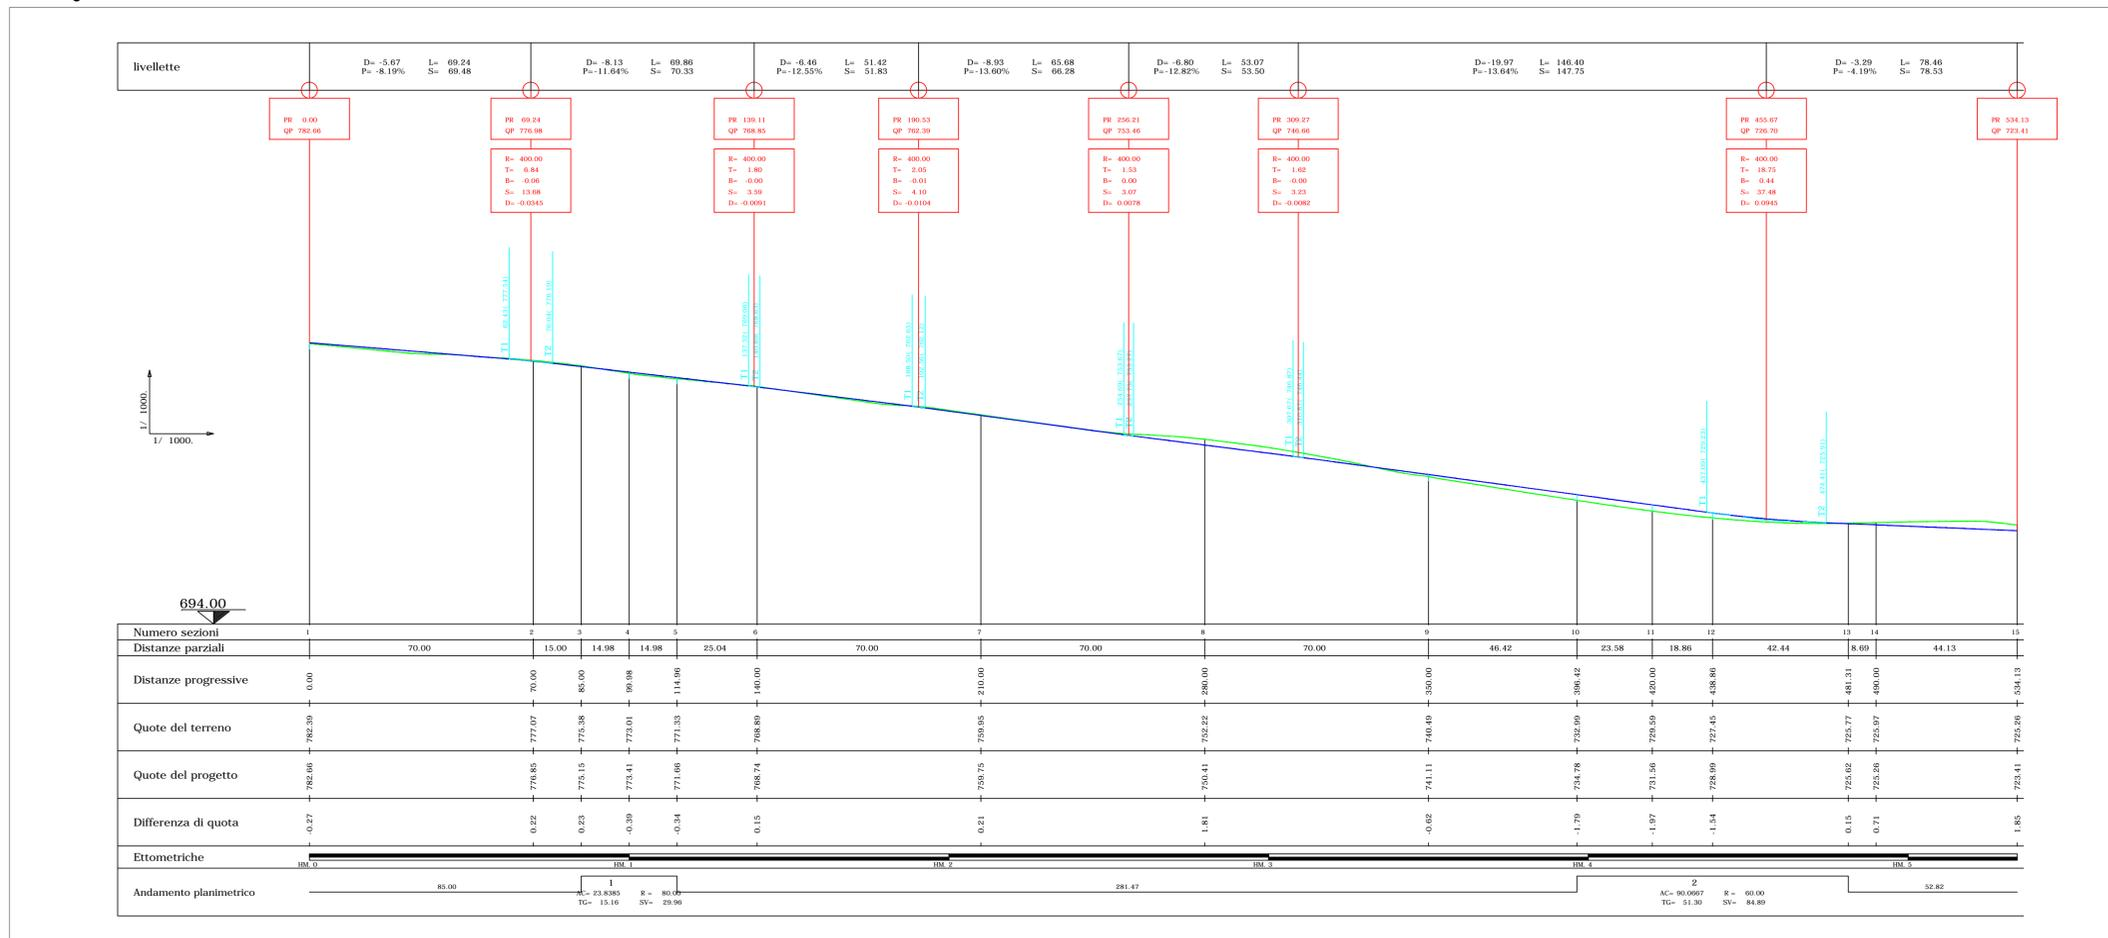 livellette
D= -5.67 L= 69.24
P= -8.19% S= 69.48
D= -8.13 L= 69.86
P=-11.64% S= 70.33
D= -6.46 L= 51.42
P=-12.55% S= 51.83
D= -8.93 L= 65.68
P=-13.60% S= 66.28
D= -6.80 L= 53.07
P=-12.82% S= 53.50
D=-19.97 L= 146.40
P=-13.64% S= 147.75
D= -3.29 L= 78.46
P= -4.19% S= 78.53
PR 0.00
QP 782.66
PR 69.24
QP 776.98
PR 139.11
QP 768.85
PR 190.53
QP 762.39
PR 256.21
QP 753.46
PR 309.27
QP 746.66
PR 455.67
QP 726.70
PR 534.13
QP 723.41
R= 400.00
T= 6.84
B= -0.06
S= 13.68
D= -0.0345
R= 400.00
T= 1.80
B= -0.00
S= 3.59
D= -0.0091
R= 400.00
T= 2.05
B= -0.01
S= 4.10
D= -0.0104
R= 400.00
T= 1.53
B= 0.00
S= 3.07
D= 0.0078
R= 400.00
T= 1.62
B= -0.00
S= 3.23
D= -0.0082
R= 400.00
T= 18.75
B= 0.44
S= 37.48
D= 0.0945
T1
T2
T1
T2
T1
T2
T1
T2
T1
T2
T1
T2
1/ 1000.
1/ 1000.
694.00
Numero sezioni 1 2 3 4 5 6 7 8 9 10 11 12 13 14 15
Distanze parziali 70.00 15.00 14.98 14.98 25.04 70.00 70.00 70.00 46.42 23.58 18.86 42.44 8.69 44.13
Distanze progressive 0.00 70.00 85.00 99.98 114.96 140.00 210.00 280.00 350.00 396.42 420.00 438.86 481.31 490.00 534.13
Quote del terreno 782.39 777.07 775.38 773.01 771.33 768.89 759.95 752.22 740.49 732.99 729.59 727.45 725.77 725.97 725.26
Quote del progetto 782.66 776.85 775.15 773.41 771.66 768.74 759.75 750.41 741.11 734.78 731.56 728.99 725.62 725.26 723.41
Differenza di quota -0.27 0.22 0.23 -0.39 -0.34 0.15 0.21 1.81 -0.62 -1.79 -1.97 -1.54 0.15 0.71 1.85
Ettometriche
HM. 0 HM. 1 HM. 2 HM. 3 HM. 4 HM. 5
Andamento planimetrico
85.00
1
AC= 23.8385 R = 80.00
TG= 15.16 SV= 29.96
281.47
2
AC= 90.0667 R = 60.00
TG= 51.30 SV= 84.89
52.82